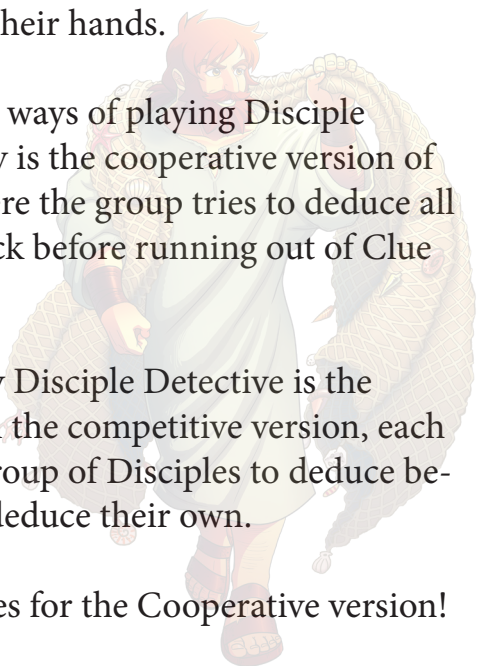 heir hands.
ways of playing Disciple
is the cooperative version of
re the group tries to deduce all
ck before running out of Clue
Disciple Detective is the
the competitive version, each
roup of Disciples to deduce be-
deduce their own.
es for the Cooperative version!